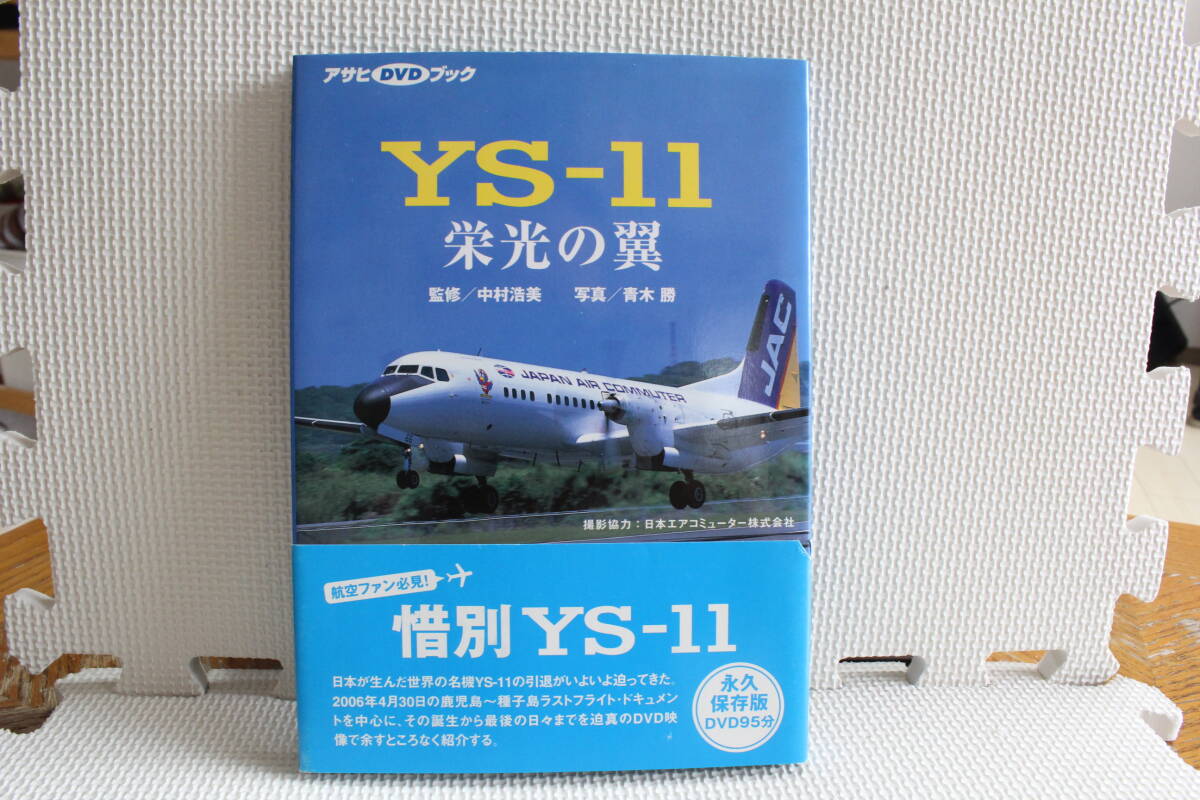 アサヒDVDブック
YS-11
栄光の翼
監修／中村浩美　写真／青木 勝
JAC
JAPAN AIR COMMUTER
撮影協力：日本エアコミューター株式会社
航空ファン必見！
惜別 YS-11
日本が生んだ世界の名機YS-11の引退がいよいよ迫ってきた。
2006年4月30日の鹿児島〜種子島ラストフライト・ドキュメン
トを中心に、その誕生から最後の日々までを迫真のDVD映
像で余すところなく紹介する。
永久
保存版
DVD95分